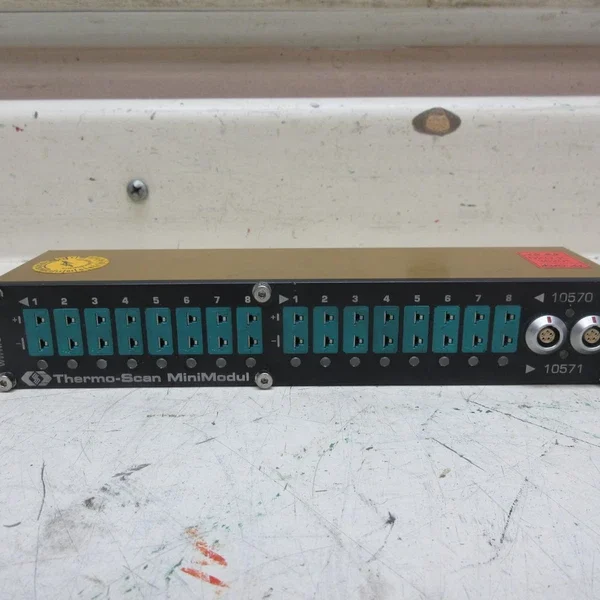 ◀ 1 2 3 4 5 6 7 8 ▶ 1 2 3 4 5 6 7 8 ◀ 10570
+
+
–
–
Thermo-Scan MiniModul
▶ 10571